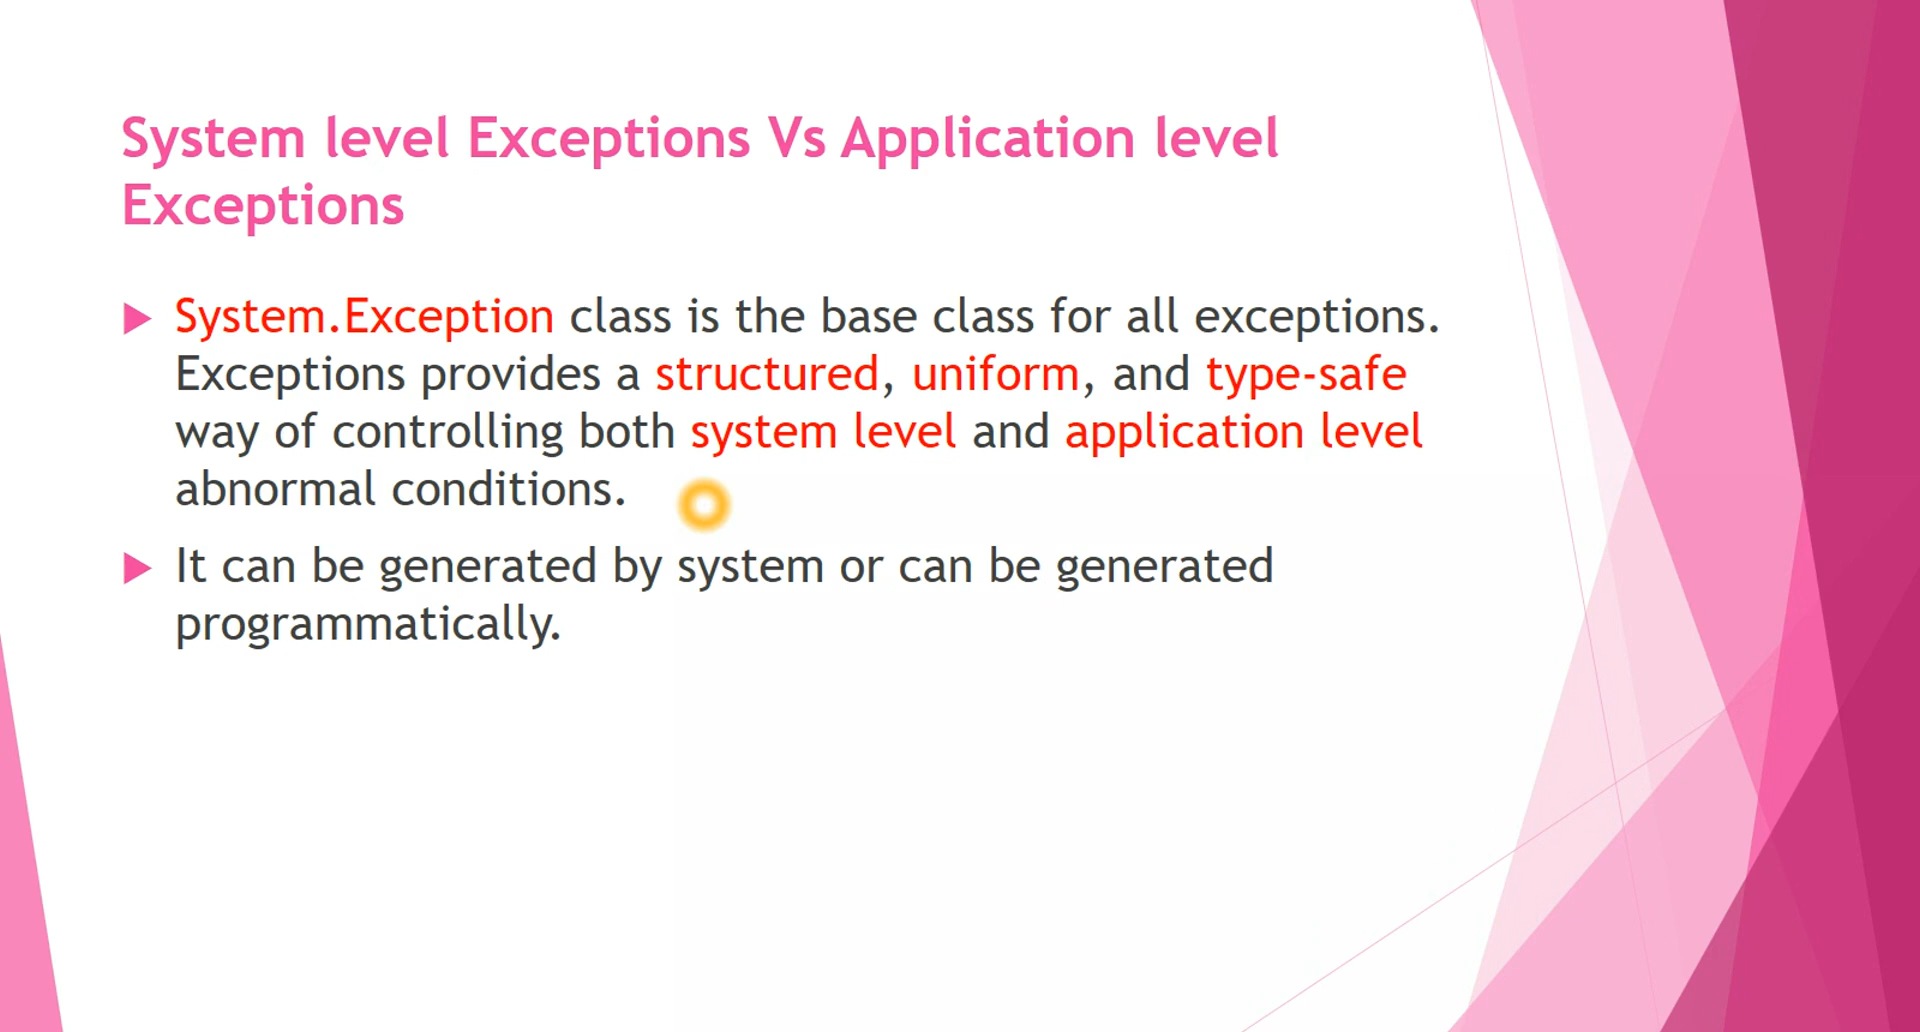 System level Exceptions Vs Application level
Exceptions
System.Exception class is the base class for all exceptions.
Exceptions provides a structured, uniform, and type-safe
way of controlling both system level and application level
abnormal conditions.
It can be generated by system or can be generated
programmatically.